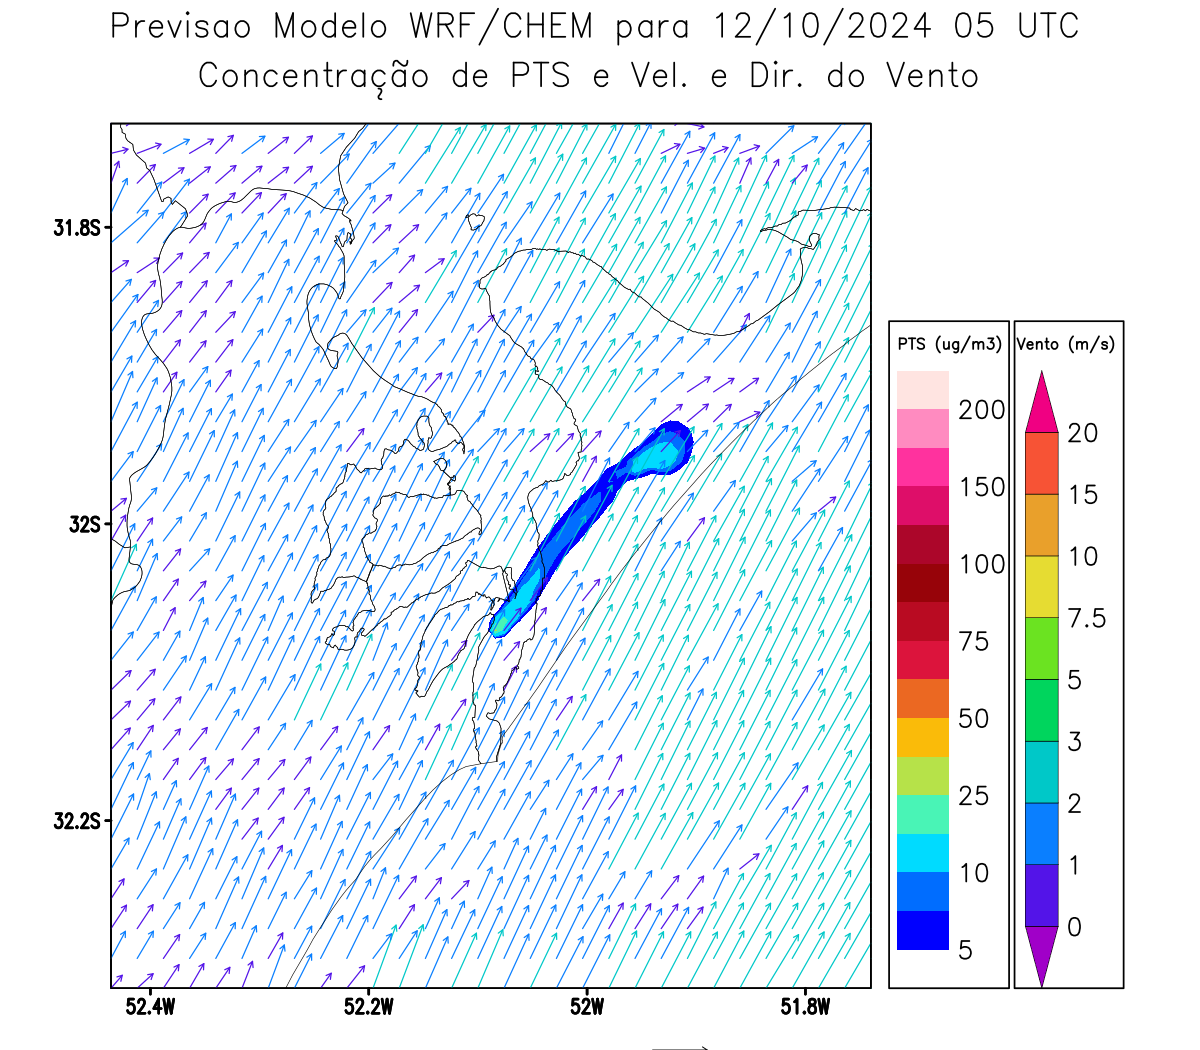 Previsao Modelo WRF/CHEM para 12/10/2024 05 UTC
Concentração de PTS e Vel. e Dir. do Vento
31.8S
32S
32.2S
52.4W 52.2W 52W 51.8W
PTS (ug/m3)
200
150
100
75
50
25
10
5
Vento (m/s)
20
15
10
7.5
5
3
2
1
0